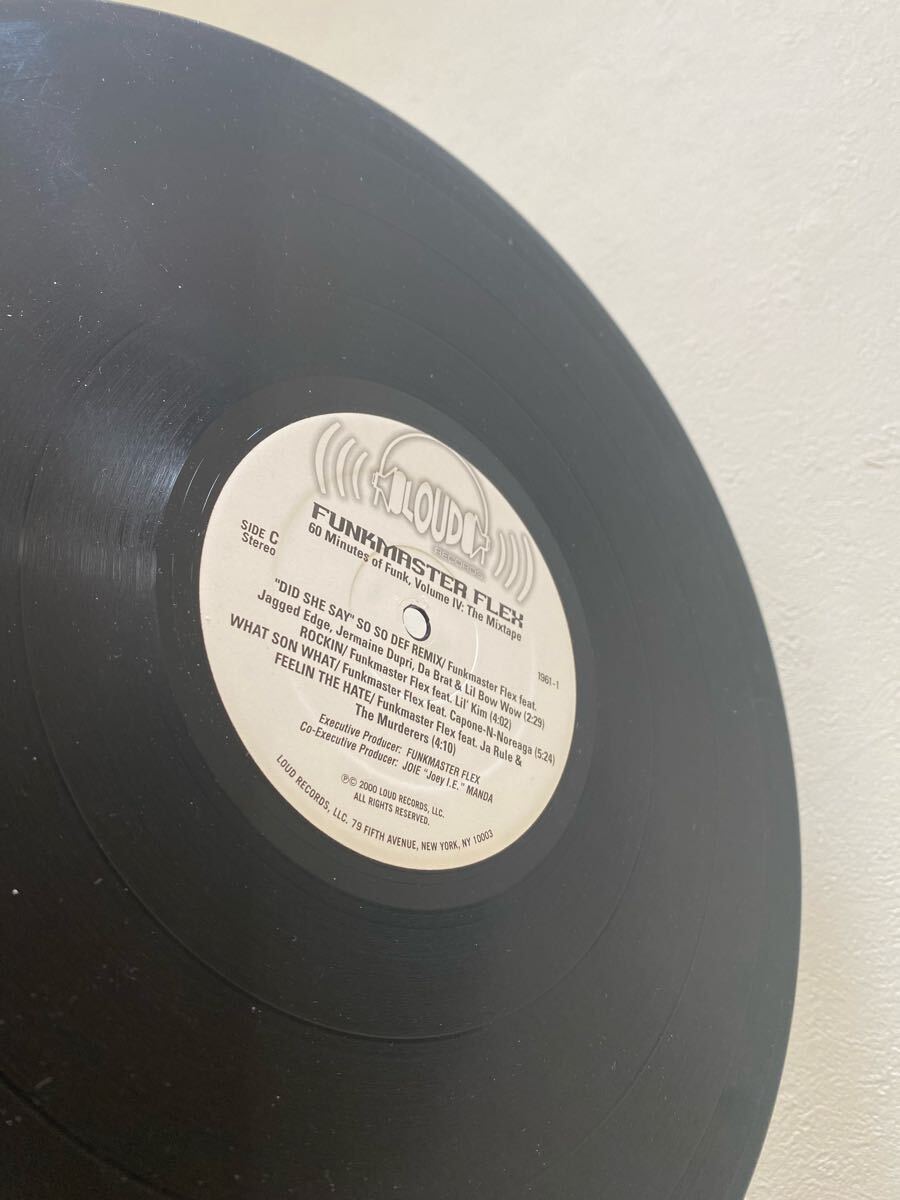 LOUD
RECORDS
FUNKMASTER FLEX
60 Minutes of Funk, Volume IV: The Mixtape
SIDE C
Stereo
1961-1
"DID SHE SAY" SO SO DEF REMIX/ Funkmaster Flex feat.
Jagged Edge, Jermaine Dupri, Da Brat & Lil Bow Wow (2:29)
ROCKIN/ Funkmaster Flex feat. Lil' Kim (4:02)
WHAT SON WHAT/ Funkmaster Flex feat. Capone-N-Noreaga (5:24)
FEELIN THE HATE/ Funkmaster Flex feat. Ja Rule &
The Murderers (4:10)
Executive Producer: FUNKMASTER FLEX
Co-Executive Producer: JOIE "Joey I.E." MANDA
℗© 2000 LOUD RECORDS, LLC.
ALL RIGHTS RESERVED.
LOUD RECORDS, LLC. 79 FIFTH AVENUE, NEW YORK, NY 10003